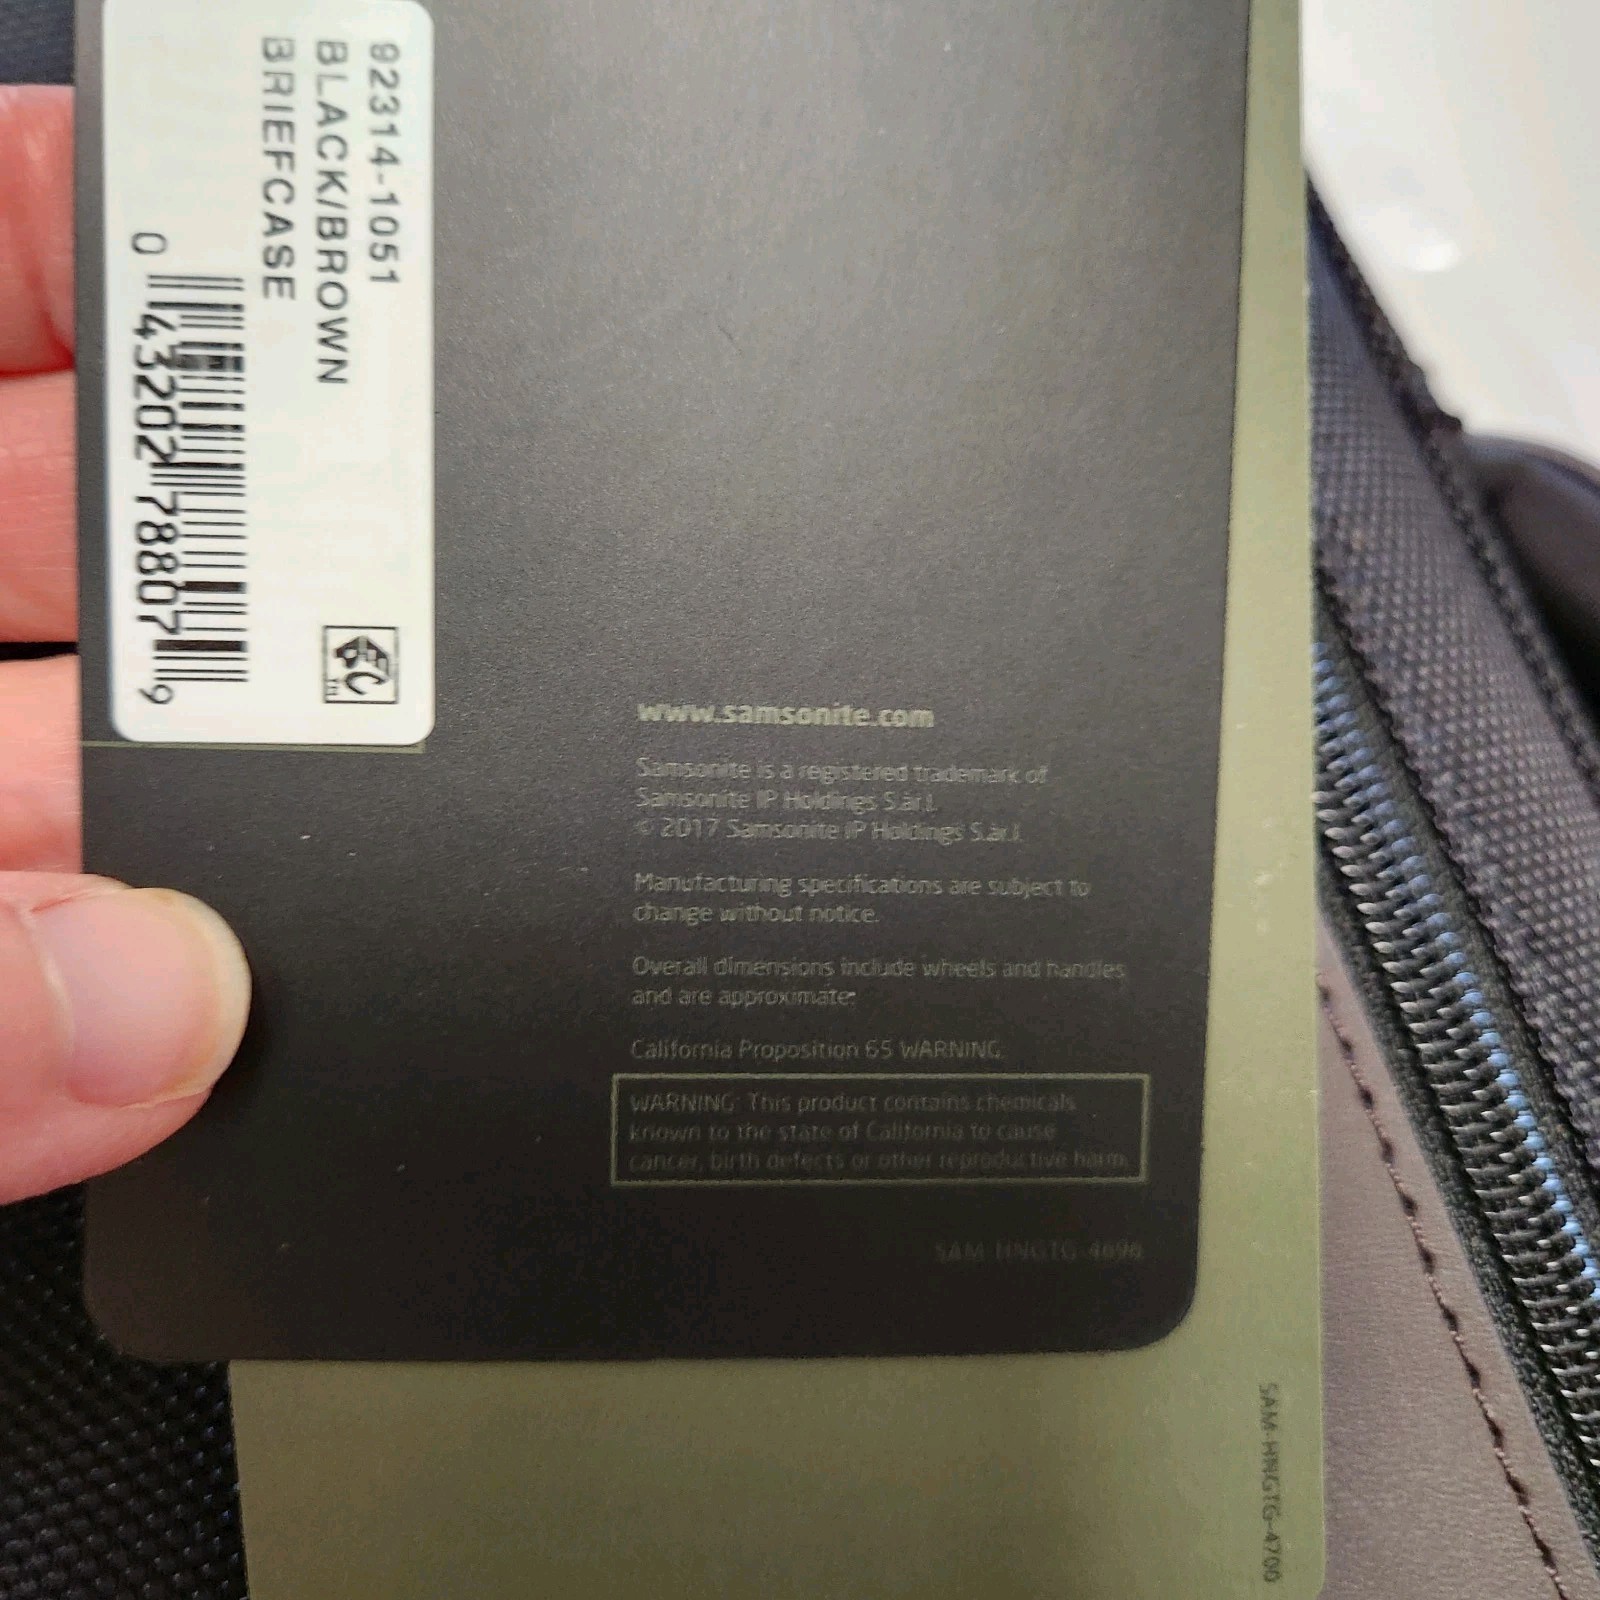 92314-1051
BLACK/BROWN
BRIEFCASE
0 43202 78807 9
www.samsonite.com
Samsonite is a registered trademark of
Samsonite IP Holdings S.àr.l.
© 2017 Samsonite IP Holdings S.àr.l.
Manufacturing specifications are subject to
change without notice.
Overall dimensions include wheels and handles
and are approximate.
California Proposition 65 WARNING
WARNING: This product contains chemicals
known to the state of California to cause
cancer, birth defects or other reproductive harm.
SAM-HNGTG-4696
SAM-HNGTG-4700